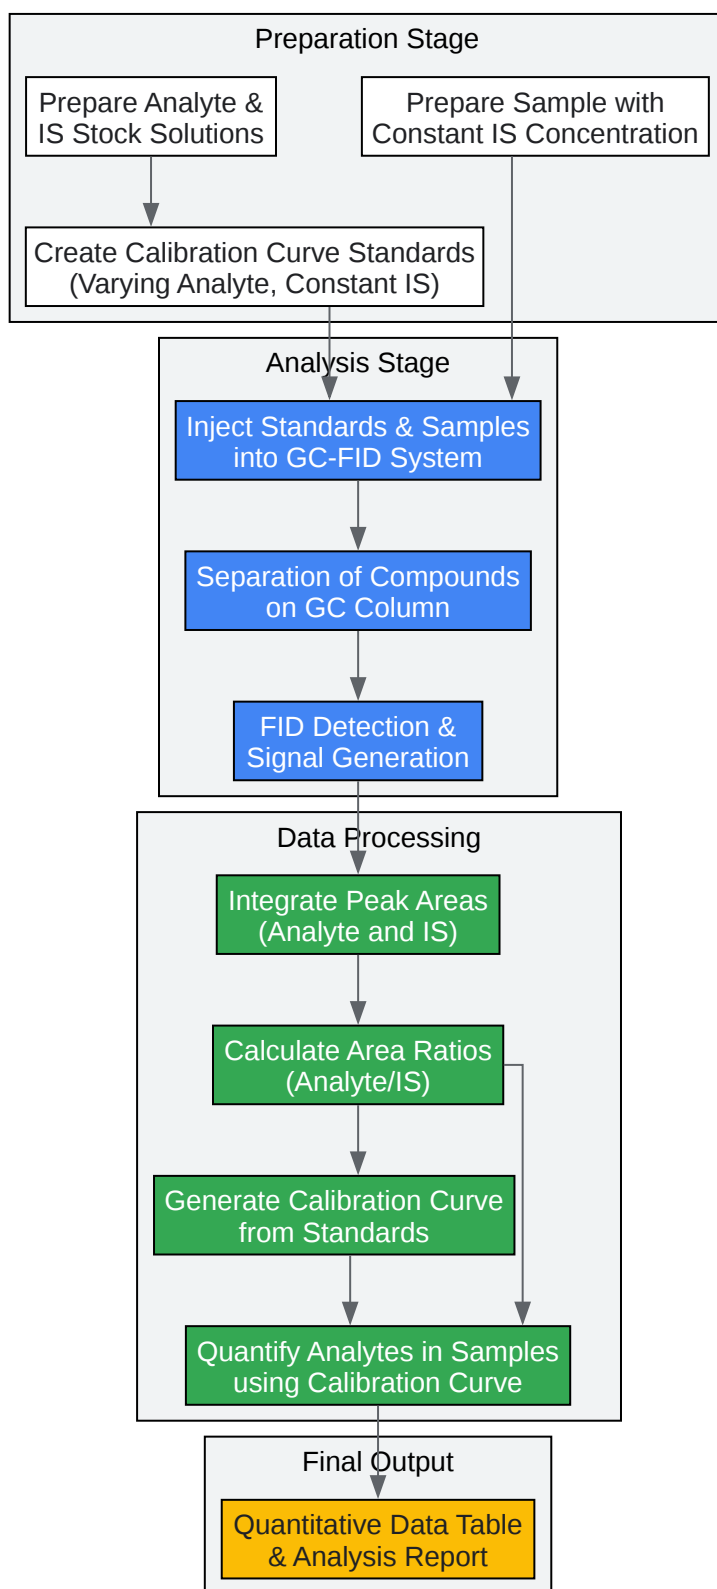 Preparation Stage
Prepare Analyte &
IS Stock Solutions
Prepare Sample with
Constant IS Concentration
Create Calibration Curve Standards
(Varying Analyte, Constant IS)
Analysis Stage
Inject Standards & Samples
into GC-FID System
Separation of Compounds
on GC Column
FID Detection &
Signal Generation
Data Processing
Integrate Peak Areas
(Analyte and IS)
Calculate Area Ratios
(Analyte/IS)
Generate Calibration Curve
from Standards
Quantify Analytes in Samples
using Calibration Curve
Final Output
Quantitative Data Table
& Analysis Report